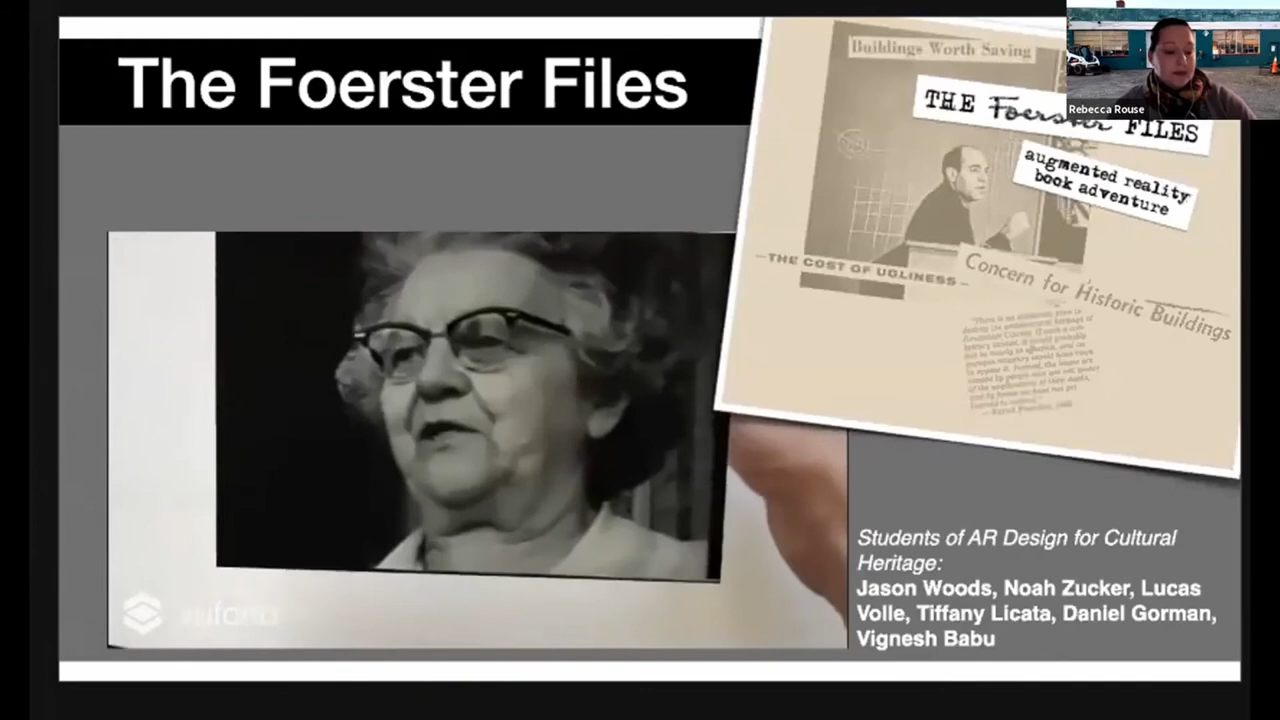 The Foerster Files
Buildings Worth Saving
THE Foerster FILES
augmented reality
book adventure
—THE COST OF UGLINESS—
Concern for Historic Buildings
Rebecca Rouse
Students of AR Design for Cultural
Heritage:
Jason Woods, Noah Zucker, Lucas
Volle, Tiffany Licata, Daniel Gorman,
Vignesh Babu